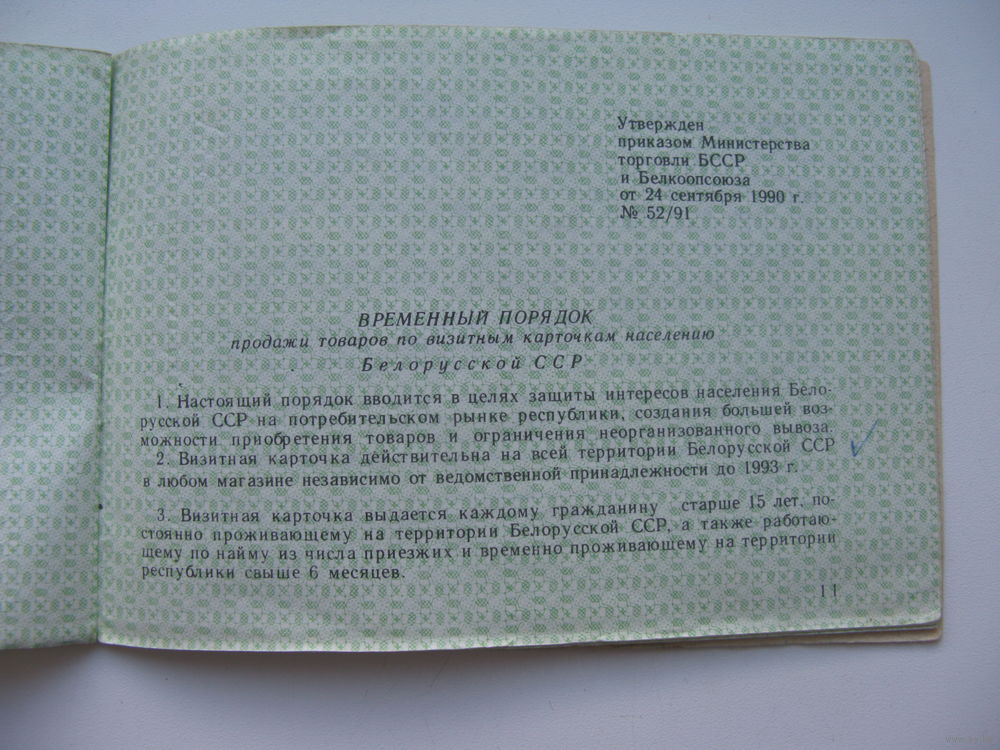 Утвержден
приказом Министерства
торговли БССР
и Белкоопсоюза
от 24 сентября 1990 г.
№ 52/91
ВРЕМЕННЫЙ ПОРЯДОК
продажи товаров по визитным карточкам населению
Белорусской ССР
1. Настоящий порядок вводится в целях защиты интересов населения Бело-
русской ССР на потребительском рынке республики, создания большей воз-
можности приобретения товаров и ограничения неорганизованного вывоза.
2. Визитная карточка действительна на всей территории Белорусской ССР
в любом магазине независимо от ведомственной принадлежности до 1993 г.
3. Визитная карточка выдается каждому гражданину старше 15 лет, по-
стоянно проживающему на территории Белорусской ССР, а также работаю-
щему по найму из числа приезжих и временно проживающему на территории
республики свыше 6 месяцев.
11